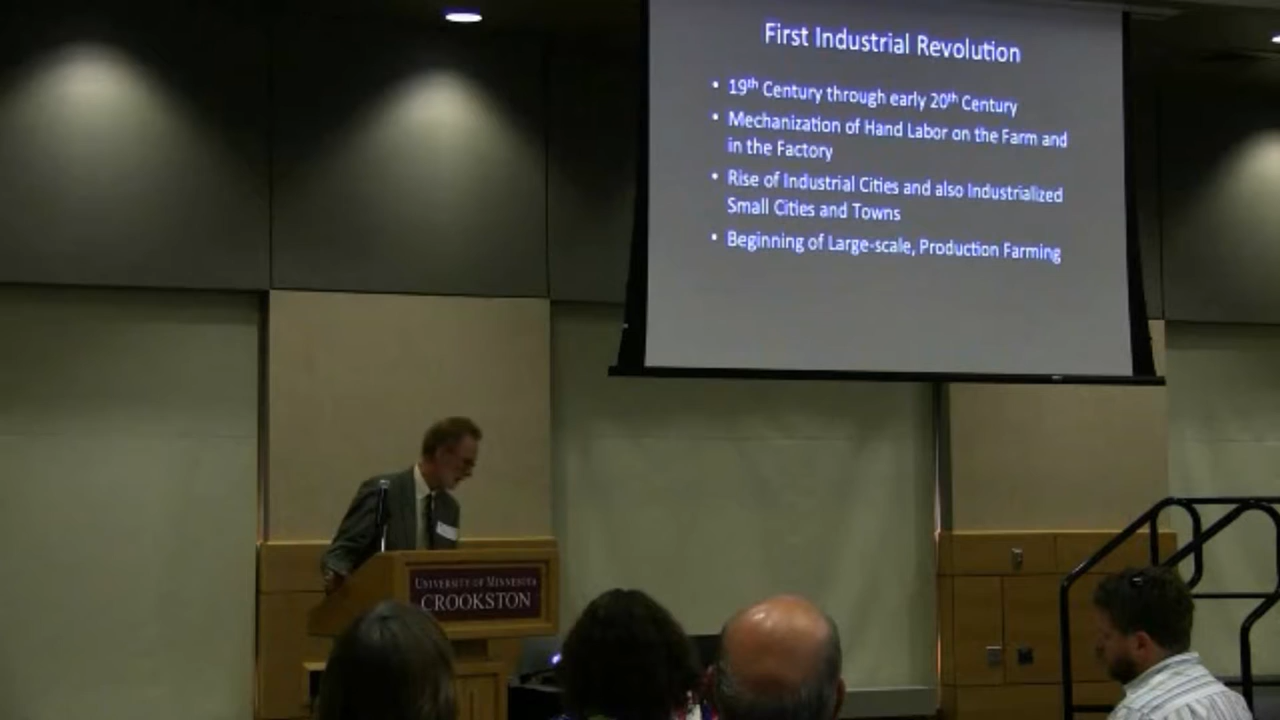 First Industrial Revolution
• 19th Century through early 20th Century
• Mechanization of Hand Labor on the Farm and
in the Factory
• Rise of Industrial Cities and also Industrialized
Small Cities and Towns
• Beginning of Large-scale, Production Farming
UNIVERSITY OF MINNESOTA
CROOKSTON